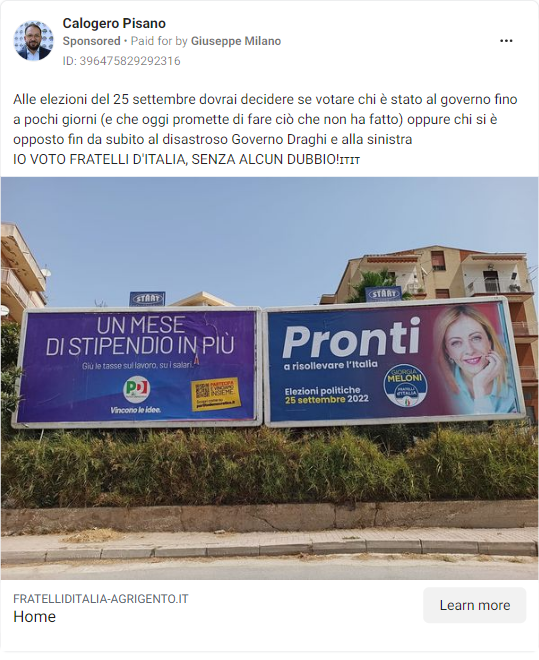 Calogero Pisano
Sponsored • Paid for by Giuseppe Milano
ID: 396475829292316
Alle elezioni del 25 settembre dovrai decidere se votare chi è stato al governo fino
a pochi giorni (e che oggi promette di fare ciò che non ha fatto) oppure chi si è
opposto fin da subito al disastroso Governo Draghi e alla sinistra
IO VOTO FRATELLI D'ITALIA, SENZA ALCUN DUBBIO!ɪᴛɪᴛ
START
UN MESE
DI STIPENDIO IN PIÙ
Giù le tasse sul lavoro, su i salari.
PD
Vincono le idee.
PARTECIPA
INSIEME
START
Pronti
a risollevare l'Italia
Elezioni politiche
25 settembre 2022
GIORGIA
MELONI
FRATELLI
D'ITALIA
FRATELLIDITALIA-AGRIGENTO.IT
Home
Learn more